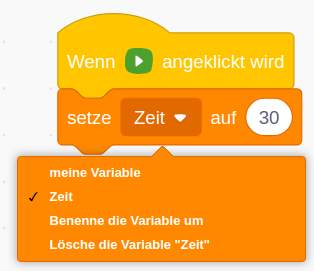 Wenn angeklickt wird
setze Zeit auf 30
meine Variable
✓ Zeit
Benenne die Variable um
Lösche die Variable "Zeit"